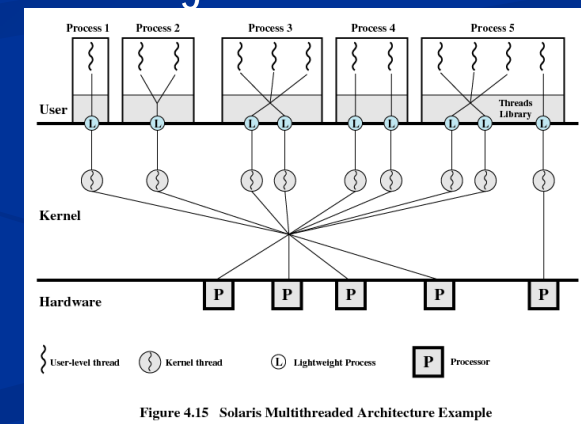 Process 1 Process 2 Process 3 Process 4 Process 5
User
Threads
Library
L L L L L L L L L
Kernel
Hardware
P P P P P
User-level thread Kernel thread L Lightweight Process P Processor
Figure 4.15 Solaris Multithreaded Architecture Example